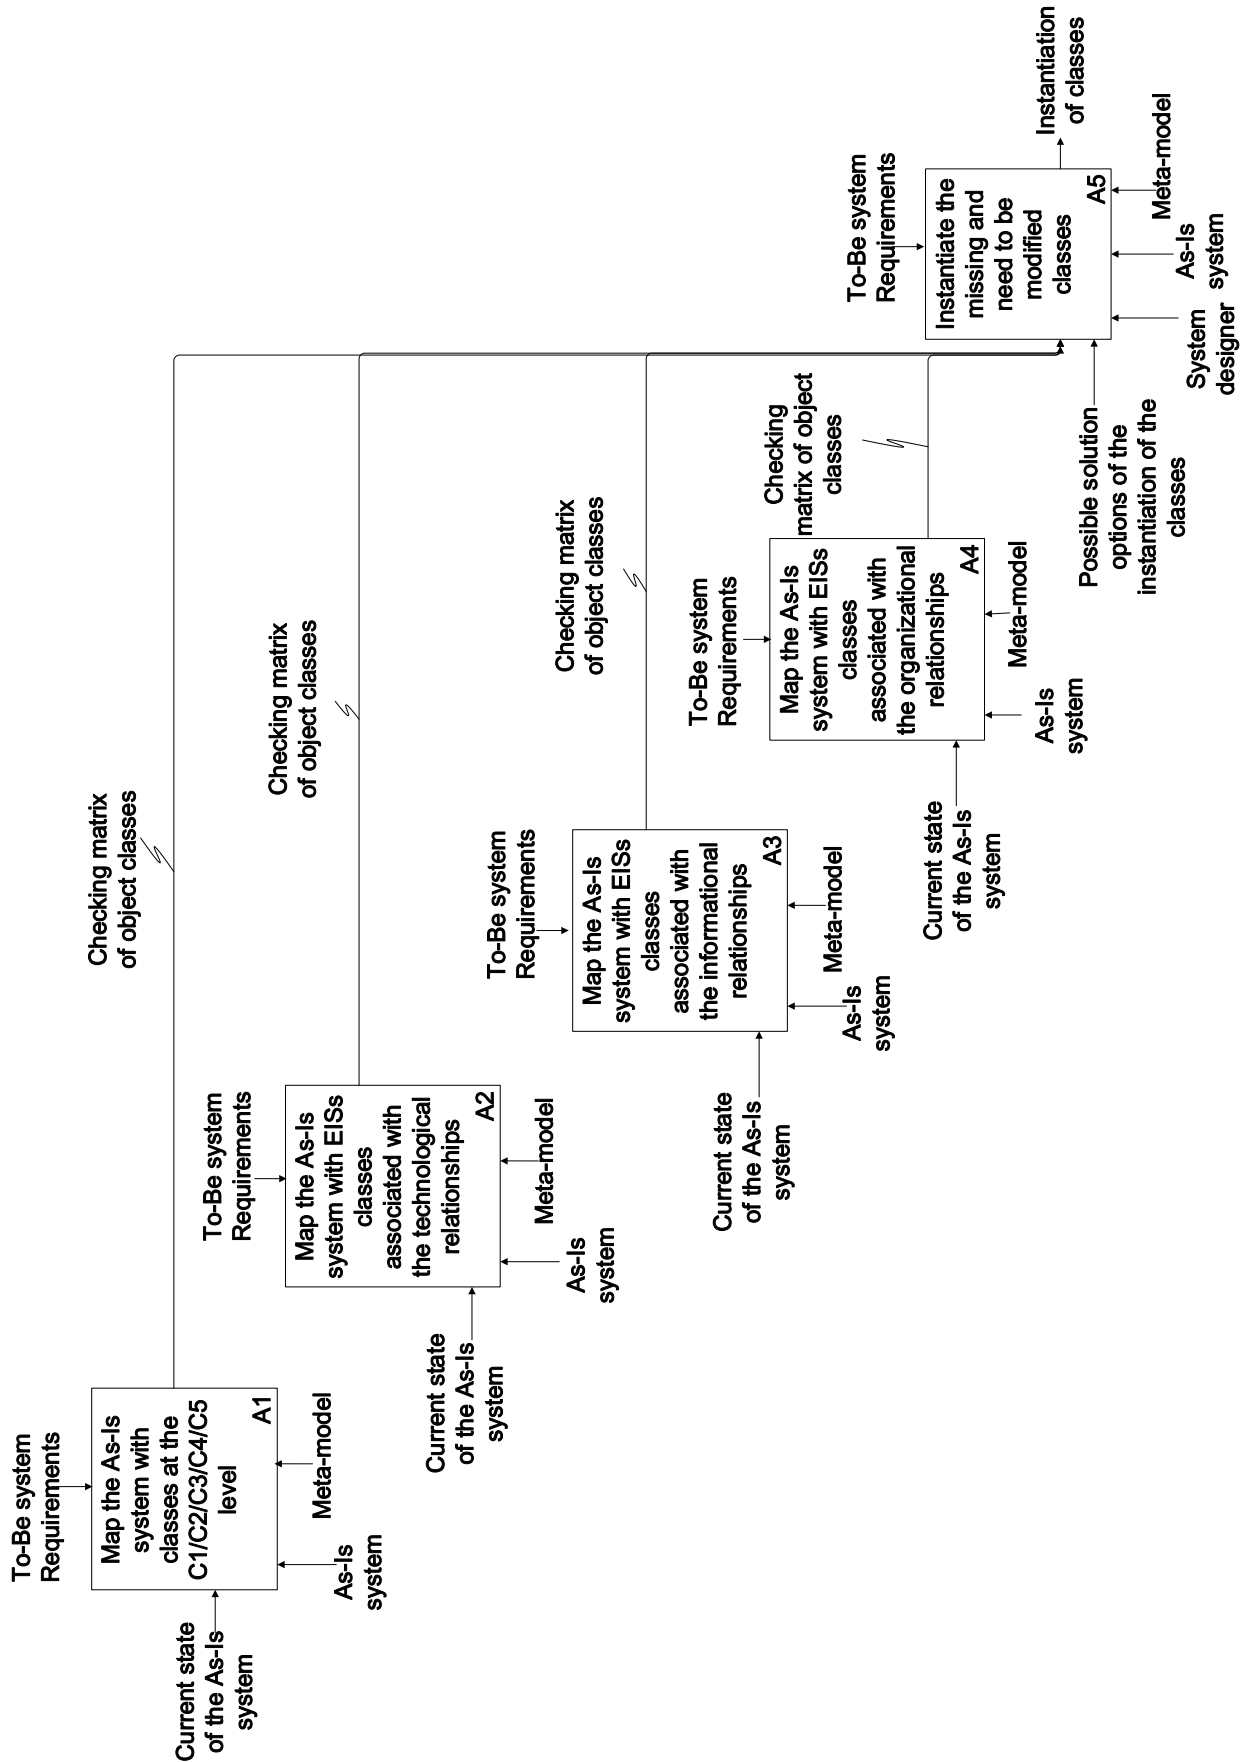 To-Be system
Requirements
Map the As-Is
system with
classes at the
C1/C2/C3/C4/C5
level
A1
Current state
of the As-Is
system
As-Is
system
Meta-model
Checking matrix
of object classes
To-Be system
Requirements
Map the As-Is
system with EISs
classes
associated with
the technological
relationships
A2
Current state
of the As-Is
system
As-Is
system
Meta-model
Checking matrix
of object classes
To-Be system
Requirements
Map the As-Is
system with EISs
classes
associated with
the informational
relationships
A3
Current state
of the As-Is
system
As-Is
system
Meta-model
Checking matrix
of object classes
To-Be system
Requirements
Map the As-Is
system with EISs
classes
associated with
the organizational
relationships
A4
Current state
of the As-Is
system
As-Is
system
Meta-model
Checking
matrix of object
classes
To-Be system
Requirements
Instantiate the
missing and
need to be
modified
classes
A5
Possible solution
options of the
instantiation of the
classes
System
designer
As-Is
system
Meta-model
Instantiation
of classes